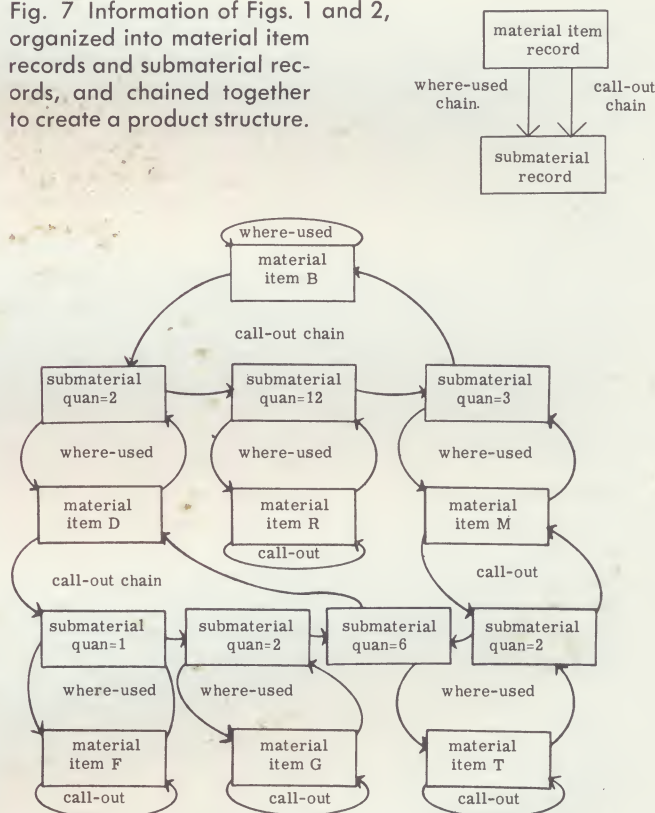 Fig. 7 Information of Figs. 1 and 2,
organized into material item
records and submaterial rec-
ords, and chained together
to create a product structure.
material item
record
where-used
chain.
call-out
chain
submaterial
record
where-used
material
item B
call-out chain
submaterial
quan=2
submaterial
quan=12
submaterial
quan=3
where-used
where-used
where-used
material
item D
material
item R
material
item M
call-out
call-out chain
call-out
submaterial
quan=1
submaterial
quan=2
submaterial
quan=6
submaterial
quan=2
where-used
where-used
where-used
material
item F
material
item G
material
item T
call-out
call-out
call-out